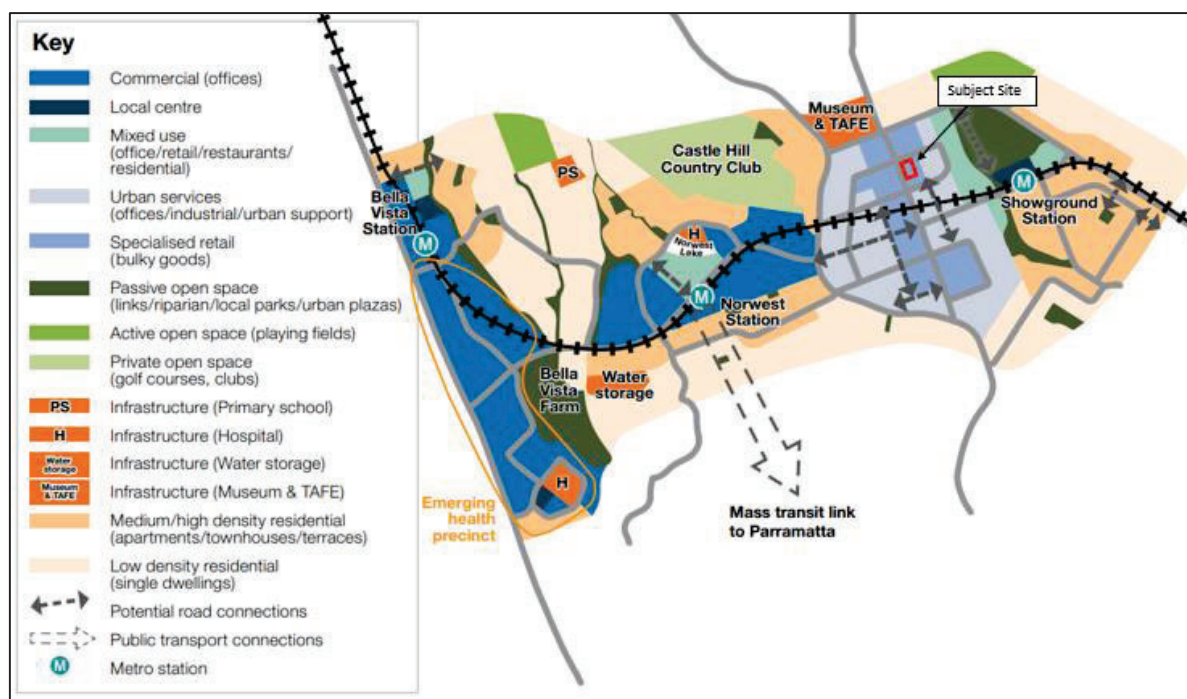 Key
Commercial (offices)
Local centre
Mixed use
(office/retail/restaurants/
residential)
Urban services
(offices/industrial/urban support)
Specialised retail
(bulky goods)
Passive open space
(links/riparian/local parks/urban plazas)
Active open space (playing fields)
Private open space
(golf courses, clubs)
PS
Infrastructure (Primary school)
H
Infrastructure (Hospital)
Water
storage
Infrastructure (Water storage)
Museum
& TAFE
Infrastructure (Museum & TAFE)
Medium/high density residential
(apartments/townhouses/terraces)
Low density residential
(single dwellings)
Potential road connections
Public transport connections
M
Metro station
Subject Site
Museum
& TAFE
Castle Hill
Country Club
PS
Bella
Vista
Station
M
H
Norwest
Lake
M
Showground
Station
M
Norwest
Station
Bella
Vista
Farm
Water
storage
H
Emerging
health
precinct
Mass transit link
to Parramatta